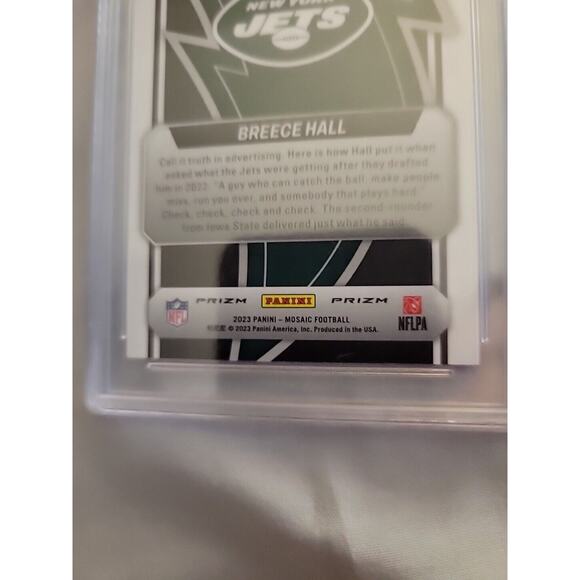 NEW YORK
JETS
BREECE HALL
Call it truth in advertising. Here is how Hall put it when
asked what the Jets were getting after they drafted
him in 2022: "A guy who can catch the ball, make people
miss, run you over, and somebody that plays hard."
Check, check, check and check. The second-rounder
from Iowa State delivered just what he said.
NFL PRIZM PANINI PRIZM NFLPA
2023 PANINI – MOSAIC FOOTBALL
© 2023 Panini America, Inc. Produced in the USA.